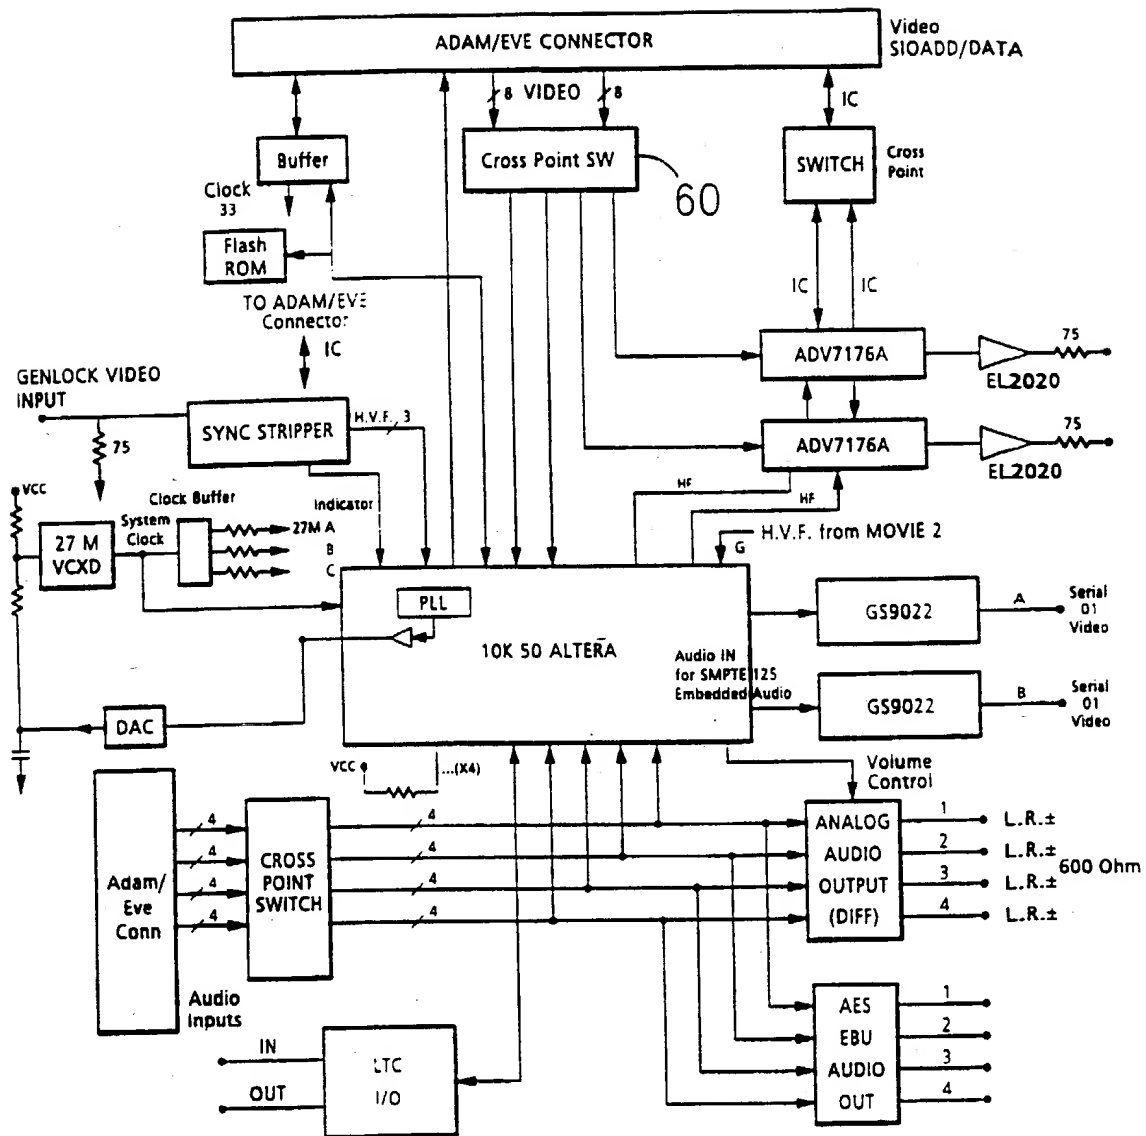 ADAM/EVE CONNECTOR
Video
SIOADD/DATA
8 VIDEO 8
IC
Buffer
Cross Point SW
60
SWITCH
Cross
Point
Clock
33
Flash
ROM
IC
IC
TO ADAM/EVE
Connector
IC
ADV7176A
EL2020
75
GENLOCK VIDEO
INPUT
75
SYNC STRIPPER
H.V.F. 3
ADV7176A
EL2020
75
HF
HF
VCC
Clock Buffer
Indicator
System
Clock
27 M
VCXD
27M A
B
C
G
H.V.F. from MOVIE 2
PLL
10K 50 ALTERA
Audio IN
for SMPTE 125
Embedded Audio
GS9022
A
Serial
01
Video
GS9022
B
Serial
01
Video
DAC
VCC
...(X4)
Volume
Control
Adam/
Eve
Conn
4
4
4
4
CROSS
POINT
SWITCH
4
4
4
4
ANALOG
AUDIO
OUTPUT
(DIFF)
1
2
3
4
L.R.±
L.R.±
L.R.±
L.R.±
600 Ohm
Audio
Inputs
AES
EBU
AUDIO
OUT
1
2
3
4
IN
OUT
LTC
I/O